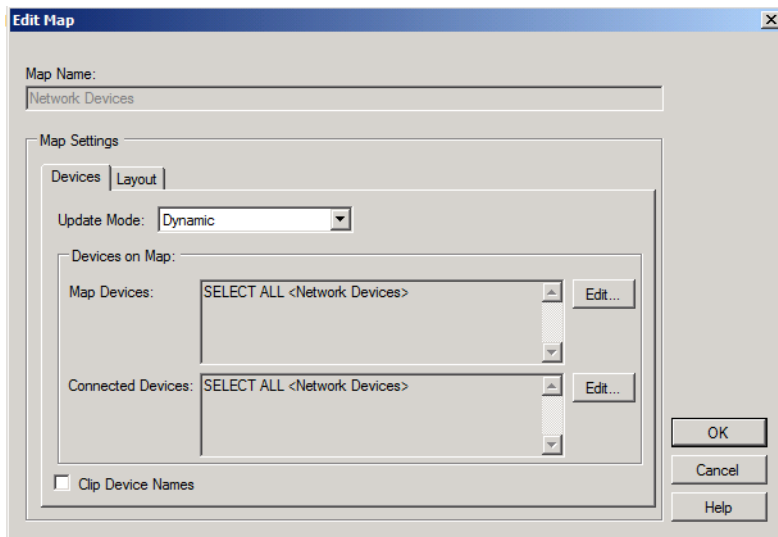 Edit Map
Map Name:
Network Devices
Map Settings
Devices Layout
Update Mode: Dynamic
Devices on Map:
Map Devices: SELECT ALL <Network Devices> Edit...
Connected Devices: SELECT ALL <Network Devices> Edit...
OK
Clip Device Names Cancel
Help